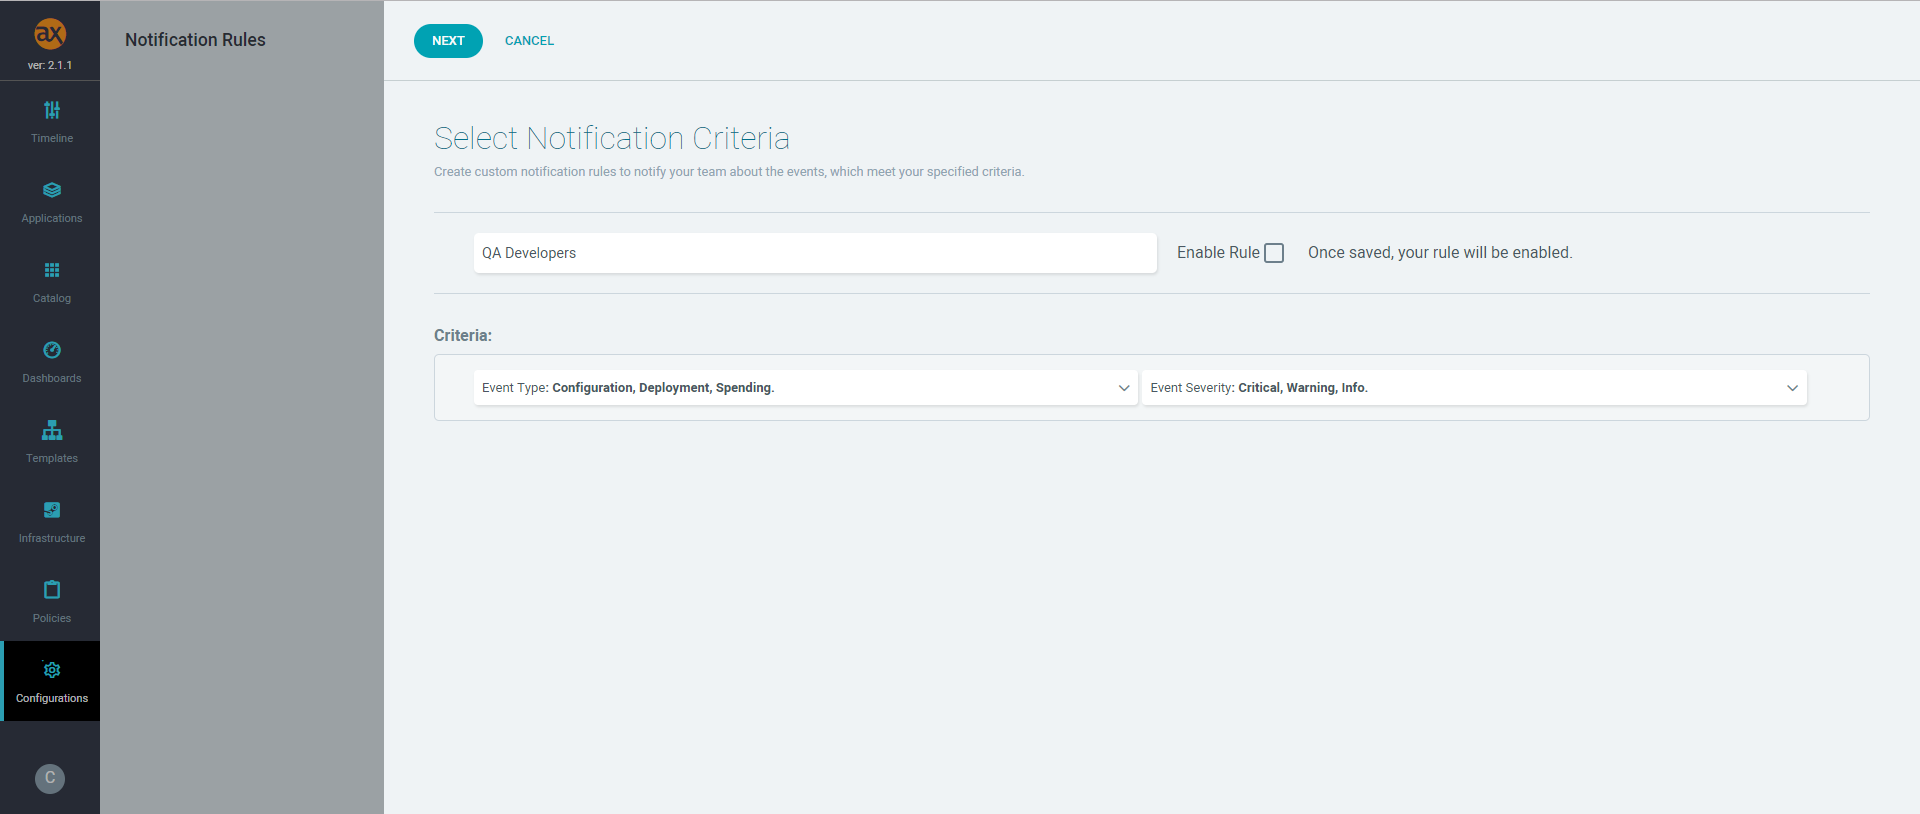 ax
ver: 2.1.1
Timeline
Applications
Catalog
Dashboards
Templates
Infrastructure
Policies
Configurations
C
Notification Rules
NEXT CANCEL
Select Notification Criteria
Create custom notification rules to notify your team about the events, which meet your specified criteria.
QA Developers Enable Rule Once saved, your rule will be enabled.
Criteria:
Event Type: Configuration, Deployment, Spending. Event Severity: Critical, Warning, Info.